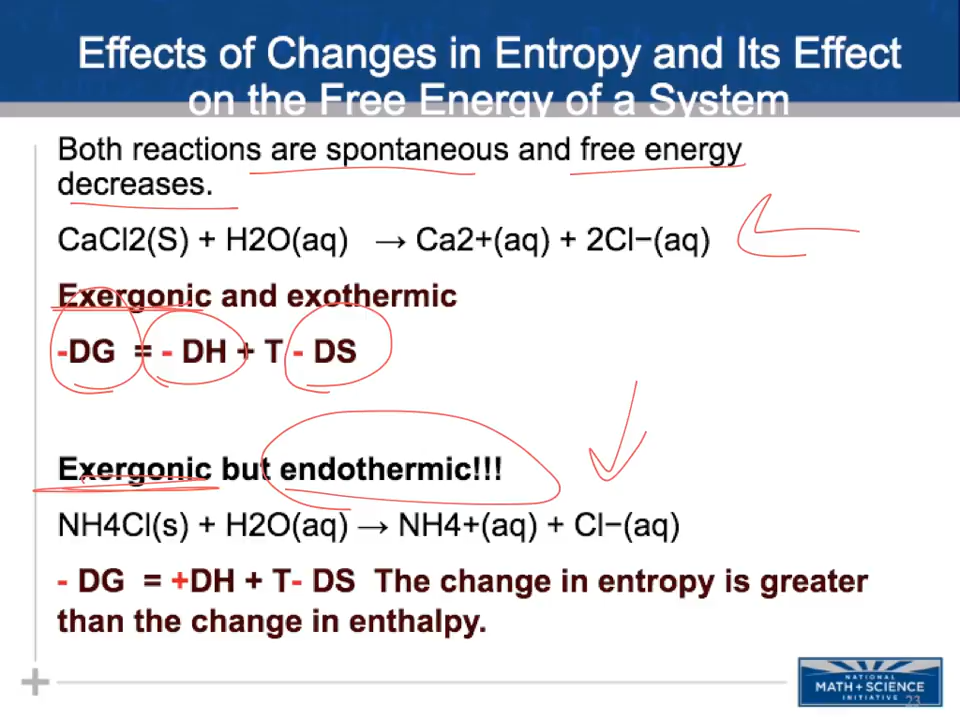 Effects of Changes in Entropy and Its Effect
on the Free Energy of a System
Both reactions are spontaneous and free energy
decreases.
CaCl2(S) + H2O(aq) → Ca2+(aq) + 2Cl−(aq)
Exergonic and exothermic
-DG = - DH + T - DS
Exergonic but endothermic!!!
NH4Cl(s) + H2O(aq) → NH4+(aq) + Cl−(aq)
- DG = +DH + T- DS The change in entropy is greater
than the change in enthalpy.
NATIONAL
MATH + SCIENCE
INITIATIVE
23